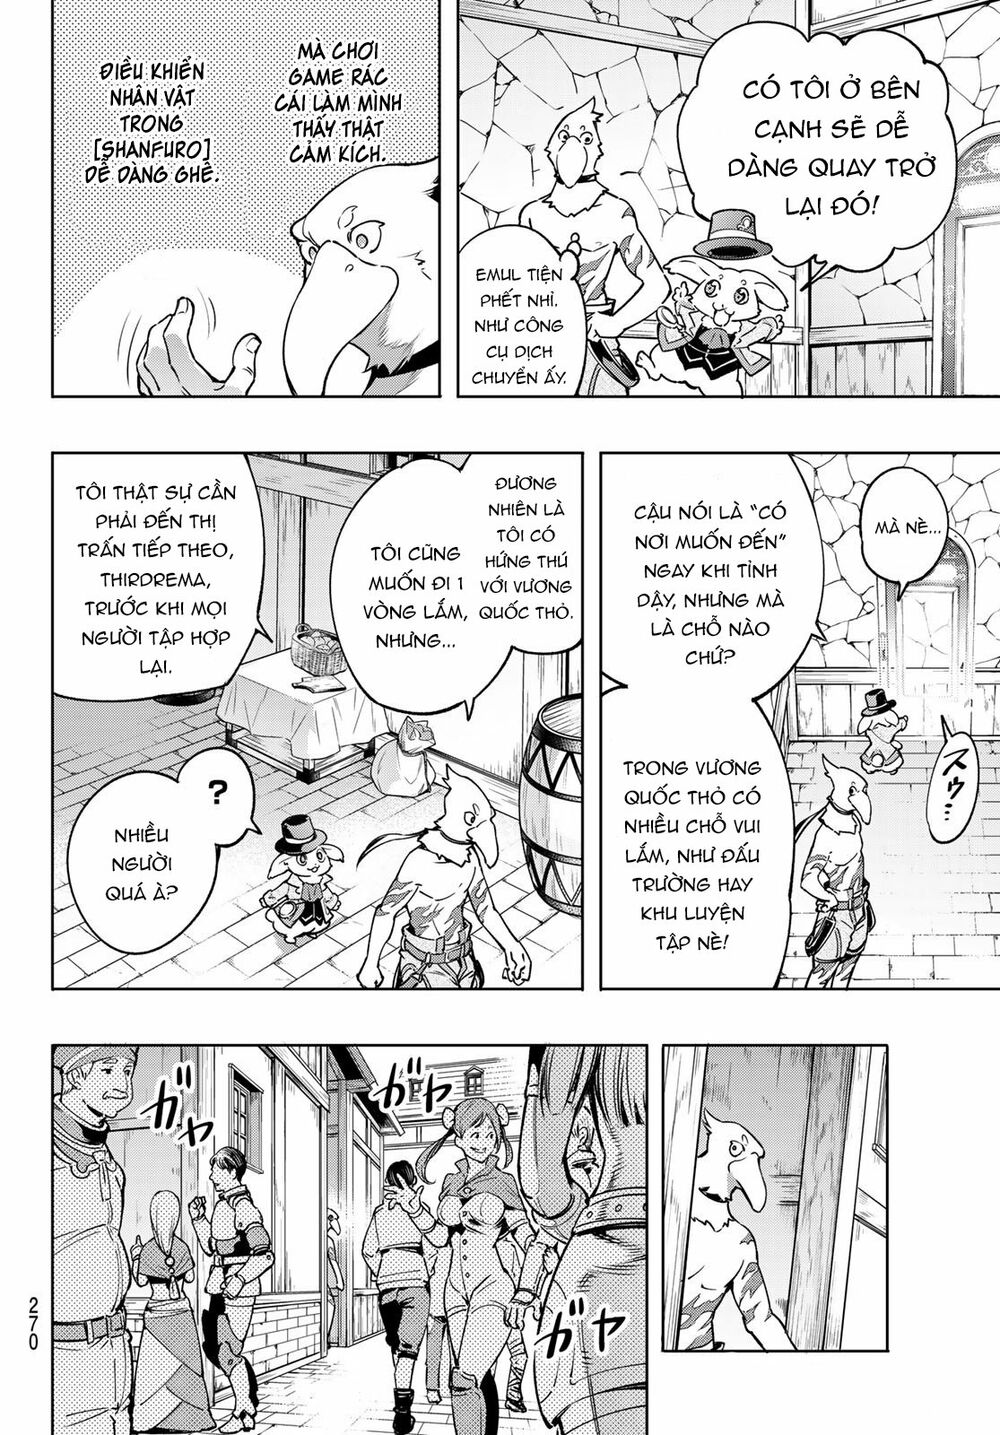 CÓ TÔI Ở BÊN
CẠNH SẼ DỄ
DÀNG QUAY TRỞ
LẠI ĐÓ!
EMUL TIỆN
PHẾT NHỈ.
NHƯ CÔNG
CỤ DỊCH
CHUYỂN ẤY.
MÀ CHƠI
GAME RÁC
CÁI LÀM MÌNH
THẤY THẬT
CẢM KÍCH.
ĐIỀU KHIỂN
NHÂN VẬT
TRONG
[SHANFURO]
DỄ DÀNG GHÊ.
MÀ NÈ...
スゥ…
CẬU NÓI LÀ “CÓ
NƠI MUỐN ĐẾN”
NGAY KHI TỈNH
DẬY, NHƯNG MÀ
LÀ CHỖ NÀO
CHỨ?
TRONG VƯƠNG
QUỐC THỎ CÓ
NHIỀU CHỖ VUI
LẮM, NHƯ ĐẤU
TRƯỜNG HAY
KHU LUYỆN
TẬP NÈ!
ĐƯƠNG
NHIÊN LÀ
TÔI CÓ
HỨNG THÚ
VỚI VƯƠNG
QUỐC THỎ.
TÔI CŨNG
MUỐN ĐI 1
VÒNG LẮM,
NHƯNG...
TÔI THẬT SỰ CẦN
PHẢI ĐẾN THỊ
TRẤN TIẾP THEO,
THIRDREMA,
TRƯỚC KHI MỌI
NGƯỜI TẬP HỢP
LẠI.
?
NHIỀU
NGƯỜI
QUÁ À?
ガヤ
ガヤ
ガヤ
270